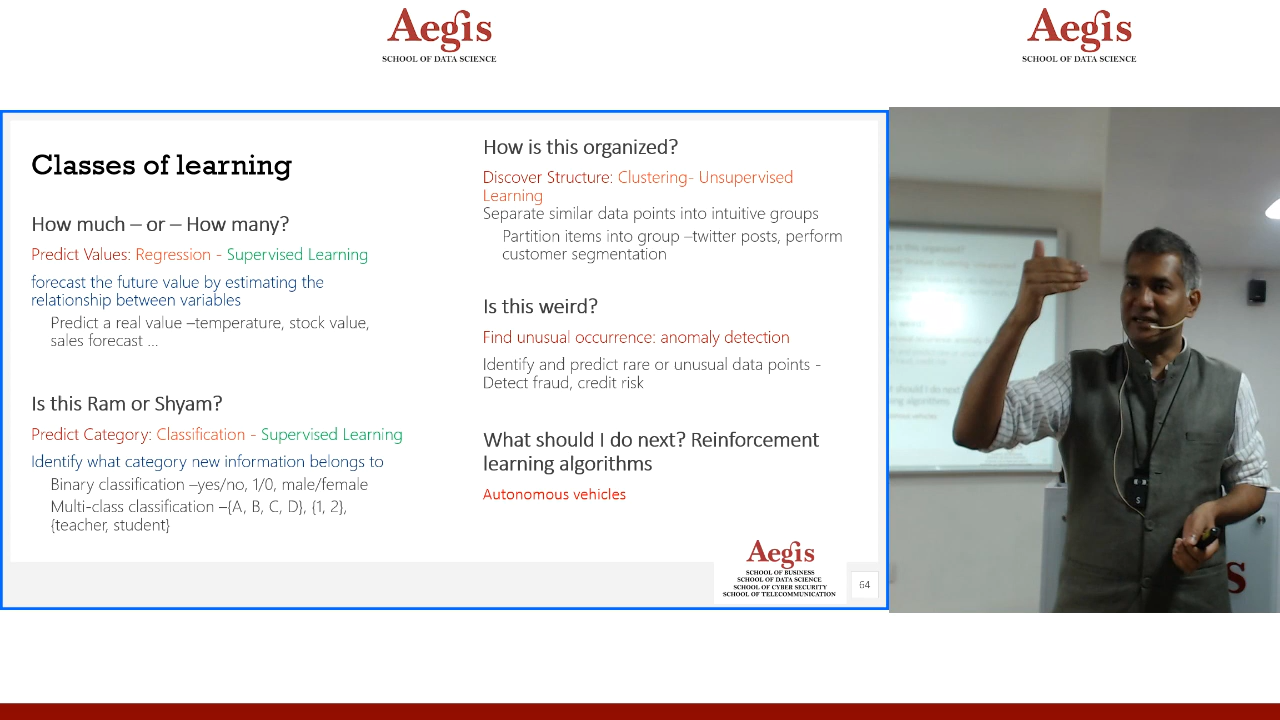 Aegis
SCHOOL OF DATA SCIENCE
Aegis
SCHOOL OF DATA SCIENCE
Classes of learning
How much – or – How many?
Predict Values: Regression - Supervised Learning
forecast the future value by estimating the
relationship between variables
Predict a real value –temperature, stock value,
sales forecast ...
Is this Ram or Shyam?
Predict Category: Classification - Supervised Learning
Identify what category new information belongs to
Binary classification –yes/no, 1/0, male/female
Multi-class classification –{A, B, C, D}, {1, 2},
{teacher, student}
How is this organized?
Discover Structure: Clustering- Unsupervised
Learning
Separate similar data points into intuitive groups
Partition items into group –twitter posts, perform
customer segmentation
Is this weird?
Find unusual occurrence: anomaly detection
Identify and predict rare or unusual data points -
Detect fraud, credit risk
What should I do next? Reinforcement
learning algorithms
Autonomous vehicles
Aegis
SCHOOL OF BUSINESS
SCHOOL OF DATA SCIENCE
SCHOOL OF CYBER SECURITY
SCHOOL OF TELECOMMUNICATION
64